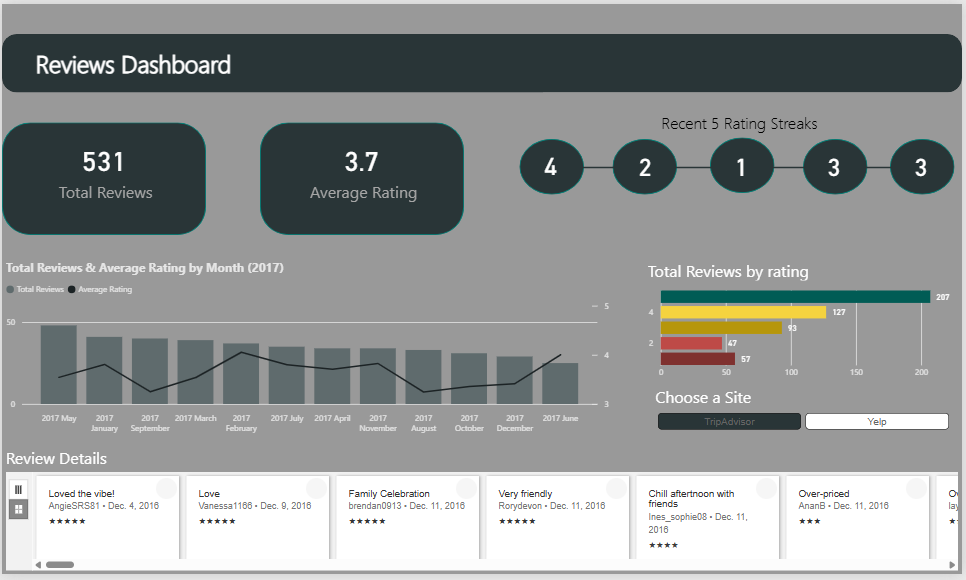 Reviews Dashboard
531
Total Reviews
3.7
Average Rating
Recent 5 Rating Streaks
4 2 1 3 3
Total Reviews & Average Rating by Month (2017)
Total Reviews Average Rating
50
0
5
4
3
2017 May
2017 January
2017 September
2017 March
2017 February
2017 July
2017 April
2017 November
2017 August
2017 October
2017 December
2017 June
Total Reviews by rating
207
4 127
93
2 47
57
0 50 100 150 200
Choose a Site
TripAdvisor Yelp
Review Details
Loved the vibe!
AngieSRS81 • Dec. 4, 2016
★★★★★
Love
Vanessa1166 • Dec. 9, 2016
★★★★★
Family Celebration
brendan0913 • Dec. 11, 2016
★★★★★
Very friendly
Rorydevon • Dec. 11, 2016
★★★★★
Chill afternoon with
friends
Ines_sophie08 • Dec. 11,
2016
★★★★
Over-priced
AnanB • Dec. 11, 2016
★★★